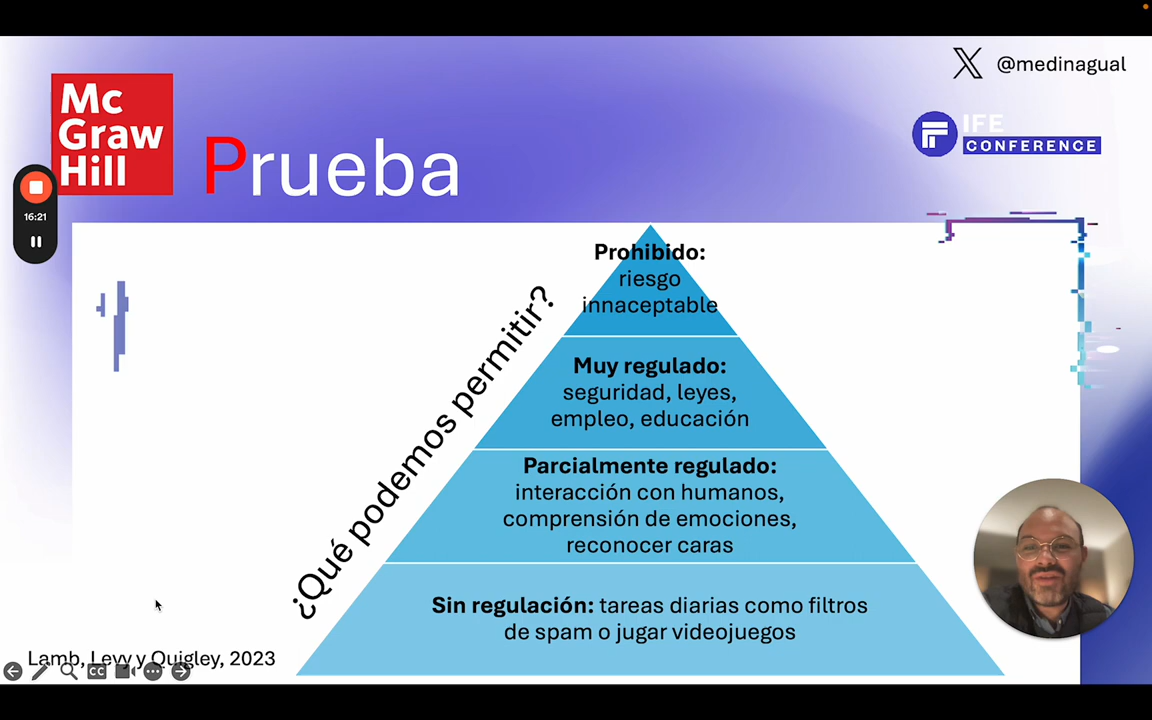 @medinagual
Mc
Graw
Hill
IFE
CONFERENCE
Prueba
16:21
¿Qué podemos permitir?
Prohibido:
riesgo
innaceptable
Muy regulado:
seguridad, leyes,
empleo, educación
Parcialmente regulado:
interacción con humanos,
comprensión de emociones,
reconocer caras
Sin regulación: tareas diarias como filtros
de spam o jugar videojuegos
Lamb, Levy y Quigley, 2023
CC